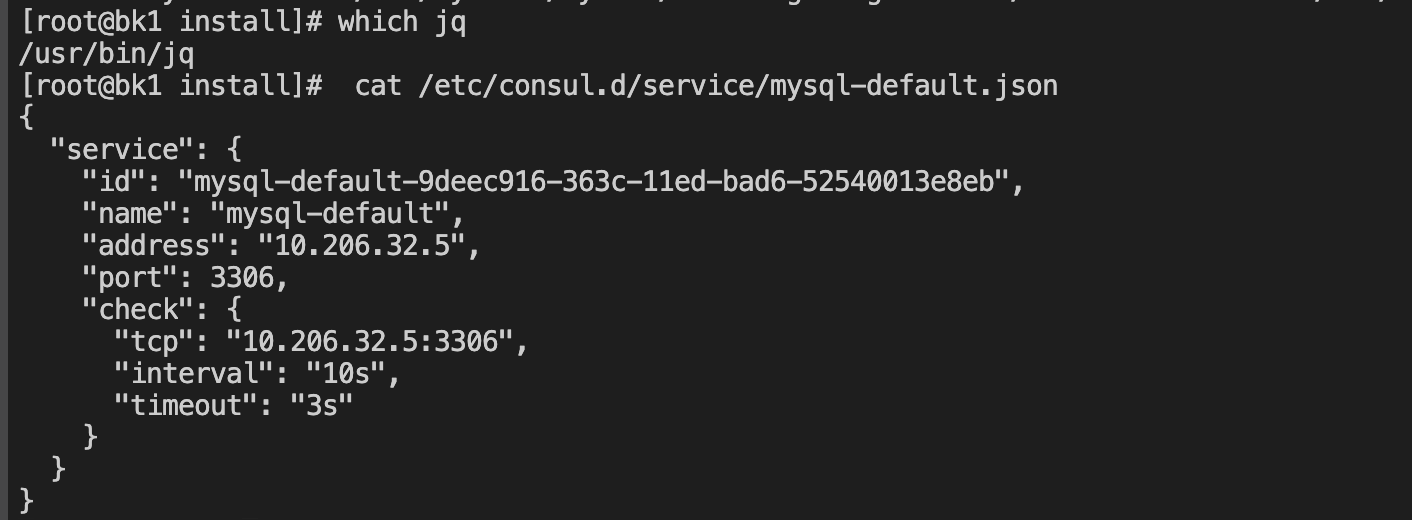 [root@bk1 install]# which jq
/usr/bin/jq
[root@bk1 install]#  cat /etc/consul.d/service/mysql-default.json
{
  "service": {
    "id": "mysql-default-9deec916-363c-11ed-bad6-52540013e8eb",
    "name": "mysql-default",
    "address": "10.206.32.5",
    "port": 3306,
    "check": {
      "tcp": "10.206.32.5:3306",
      "interval": "10s",
      "timeout": "3s"
    }
  }
}